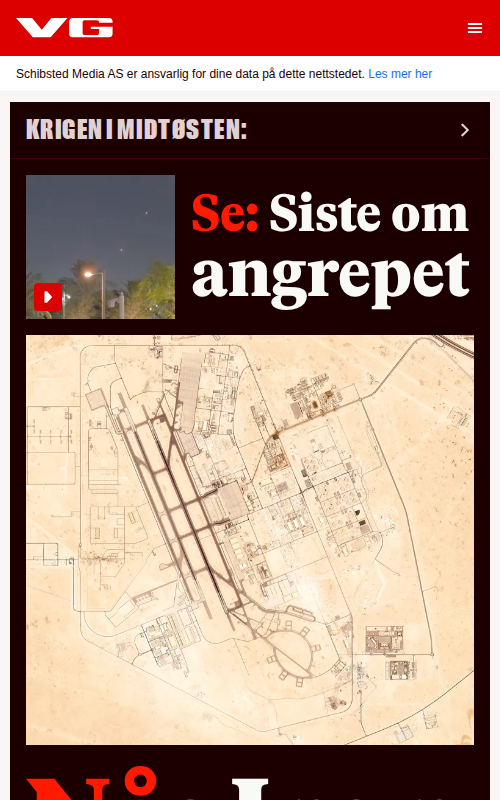 VG
Schibsted Media AS er ansvarlig for dine data på dette nettstedet. Les mer her
KRIGEN I MIDTØSTEN:
Se: Siste om
angrepet